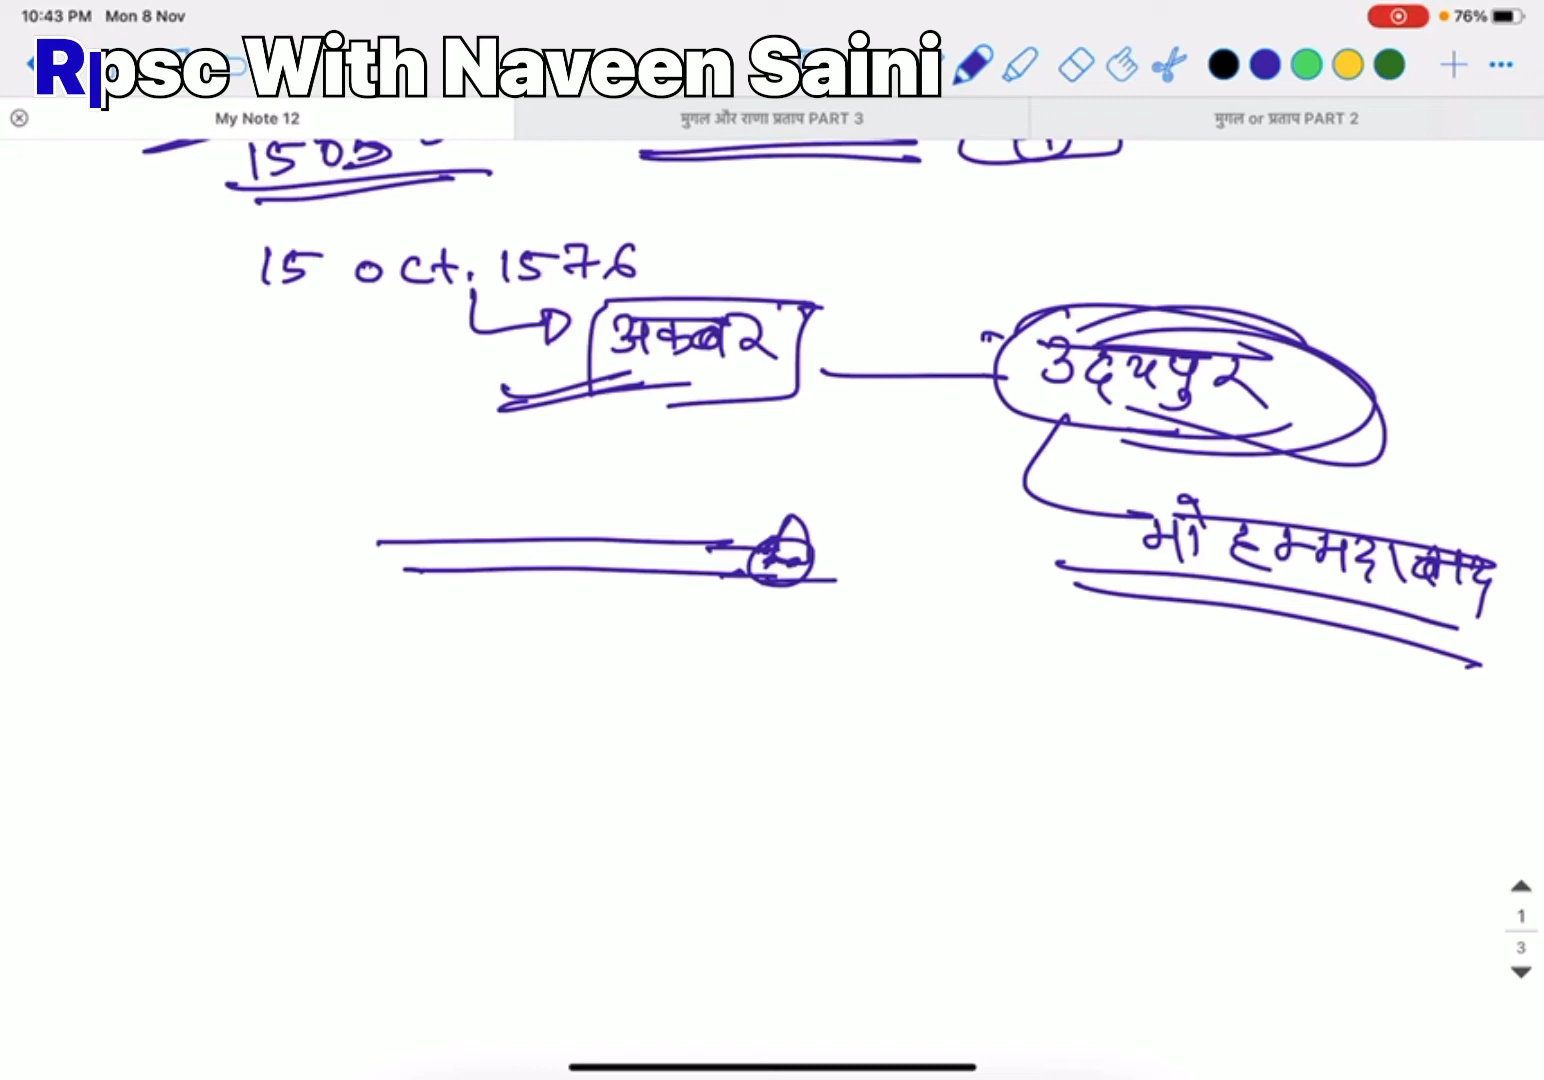 10:43 PM Mon 8 Nov 76%
Rpsc With Naveen Saini
My Note 12 मुगल और राणा प्रताप PART 3 मुगल or प्रताप PART 2
15 oct. 1576
अकबर उदयपुर
मोहम्मदाबाद
1
3